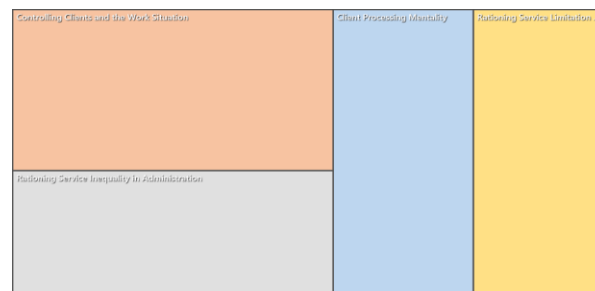 Controlling Clients and the Work Situation
Client Processing Mentality
Rationing Service Limitation
Rationing Service Inequality in Administration